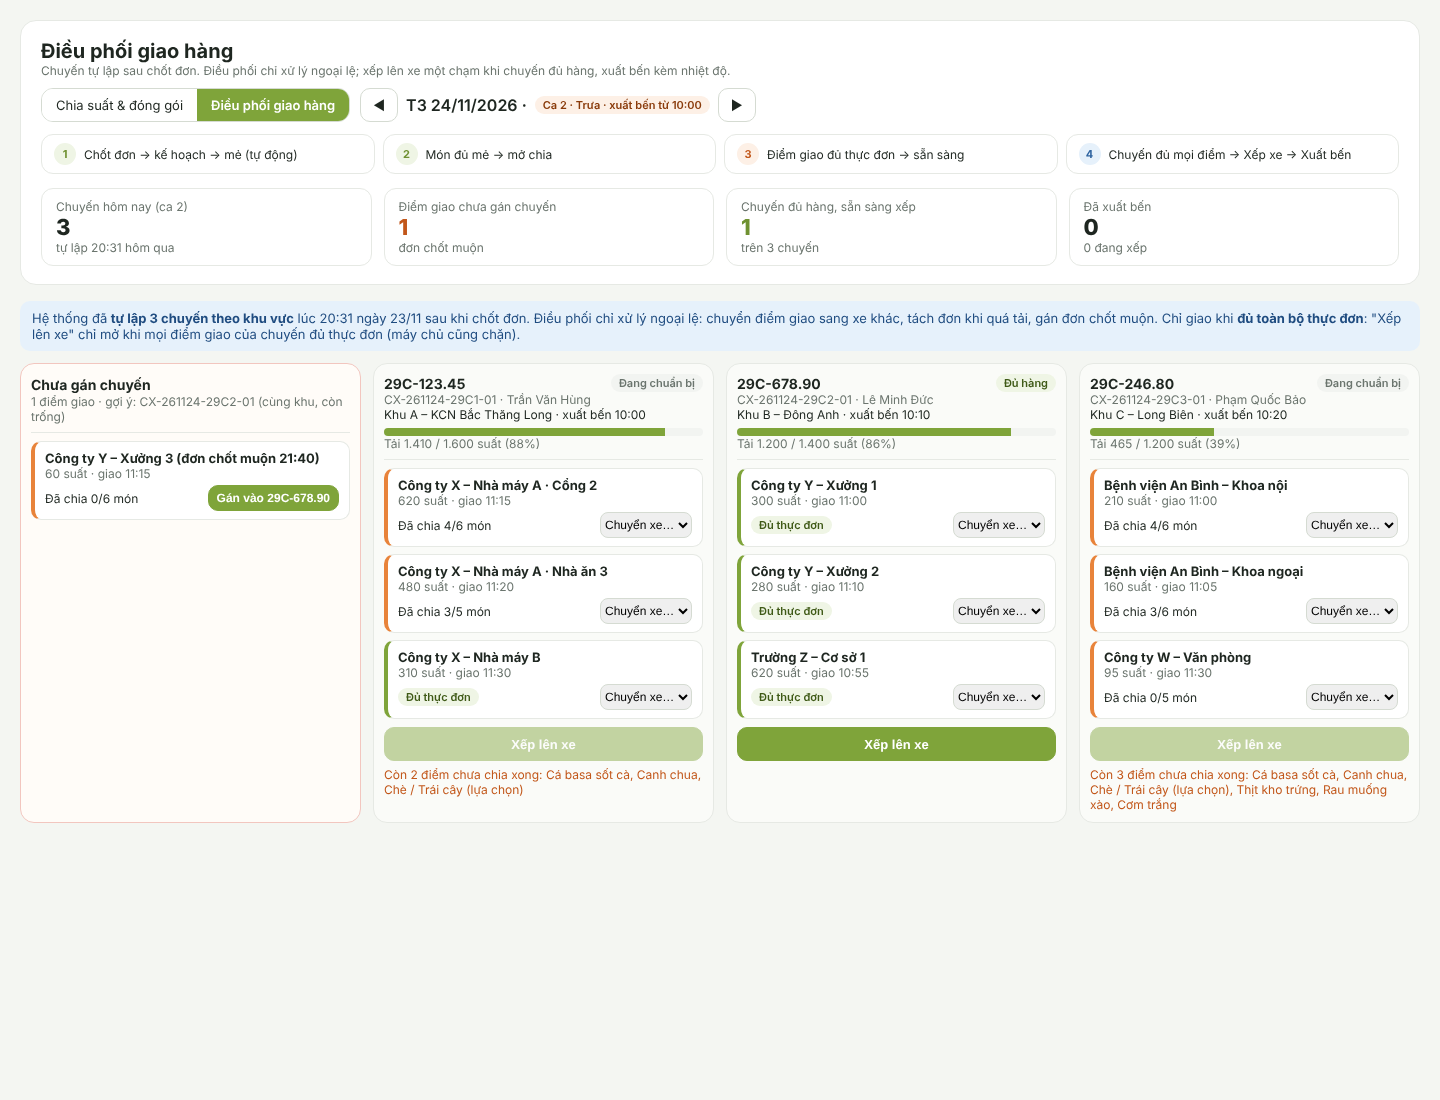 Điều phối giao hàng
Chuyến tự lập sau chốt đơn. Điều phối chỉ xử lý ngoại lệ; xếp lên xe một chạm khi chuyến đủ hàng, xuất bến kèm nhiệt độ.
Chia suất & đóng gói
Điều phối giao hàng
◀
T3 24/11/2026 ·
Ca 2 · Trưa · xuất bến từ 10:00
▶
1 Chốt đơn → kế hoạch → mẻ (tự động)
2 Món đủ mẻ → mở chia
3 Điểm giao đủ thực đơn → sẵn sàng
4 Chuyến đủ mọi điểm → Xếp xe → Xuất bến
Chuyến hôm nay (ca 2)
3
tự lập 20:31 hôm qua
Điểm giao chưa gán chuyến
1
đơn chốt muộn
Chuyến đủ hàng, sẵn sàng xếp
1
trên 3 chuyến
Đã xuất bến
0
0 đang xếp
Hệ thống đã tự lập 3 chuyến theo khu vực lúc 20:31 ngày 23/11 sau khi chốt đơn. Điều phối chỉ xử lý ngoại lệ: chuyển điểm giao sang xe khác, tách đơn khi quá tải, gán đơn chốt muộn. Chỉ giao khi đủ toàn bộ thực đơn: "Xếp
lên xe" chỉ mở khi mọi điểm giao của chuyến đủ thực đơn (máy chủ cũng chặn).
Chưa gán chuyến
1 điểm giao · gợi ý: CX-261124-29C2-01 (cùng khu, còn
trống)
Công ty Y – Xưởng 3 (đơn chốt muộn 21:40)
60 suất · giao 11:15
Đã chia 0/6 món
Gán vào 29C-678.90
29C-123.45
Đang chuẩn bị
CX-261124-29C1-01 · Trần Văn Hùng
Khu A – KCN Bắc Thăng Long · xuất bến 10:00
Tải 1.410 / 1.600 suất (88%)
Công ty X – Nhà máy A · Cổng 2
620 suất · giao 11:15
Đã chia 4/6 món
Chuyển xe...
Công ty X – Nhà máy A · Nhà ăn 3
480 suất · giao 11:20
Đã chia 3/5 món
Chuyển xe...
Công ty X – Nhà máy B
310 suất · giao 11:30
Đủ thực đơn
Chuyển xe...
Xếp lên xe
Còn 2 điểm chưa chia xong: Cá basa sốt cà, Canh chua,
Chè / Trái cây (lựa chọn)
29C-678.90
Đủ hàng
CX-261124-29C2-01 · Lê Minh Đức
Khu B – Đông Anh · xuất bến 10:10
Tải 1.200 / 1.400 suất (86%)
Công ty Y – Xưởng 1
300 suất · giao 11:00
Đủ thực đơn
Chuyển xe...
Công ty Y – Xưởng 2
280 suất · giao 11:10
Đủ thực đơn
Chuyển xe...
Trường Z – Cơ sở 1
620 suất · giao 10:55
Đủ thực đơn
Chuyển xe...
Xếp lên xe
29C-246.80
Đang chuẩn bị
CX-261124-29C3-01 · Phạm Quốc Bảo
Khu C – Long Biên · xuất bến 10:20
Tải 465 / 1.200 suất (39%)
Bệnh viện An Bình – Khoa nội
210 suất · giao 11:00
Đã chia 4/6 món
Chuyển xe...
Bệnh viện An Bình – Khoa ngoại
160 suất · giao 11:05
Đã chia 3/6 món
Chuyển xe...
Công ty W – Văn phòng
95 suất · giao 11:30
Đã chia 0/5 món
Chuyển xe...
Xếp lên xe
Còn 3 điểm chưa chia xong: Cá basa sốt cà, Canh chua,
Chè / Trái cây (lựa chọn), Thịt kho trứng, Rau muống
xào, Cơm trắng